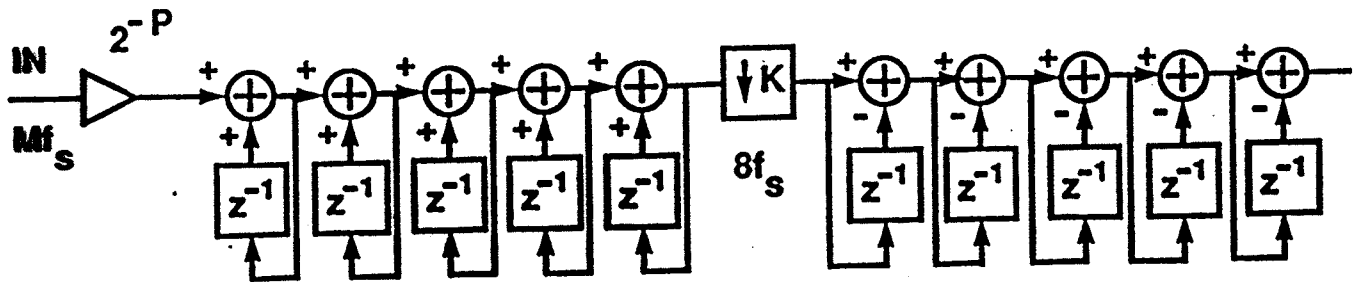 2^-P
IN
Mf_s
+ + + + + + + + + +
↓K
8f_s
+ + + + + - - - - -
z^-1 z^-1 z^-1 z^-1 z^-1 z^-1 z^-1 z^-1 z^-1 z^-1